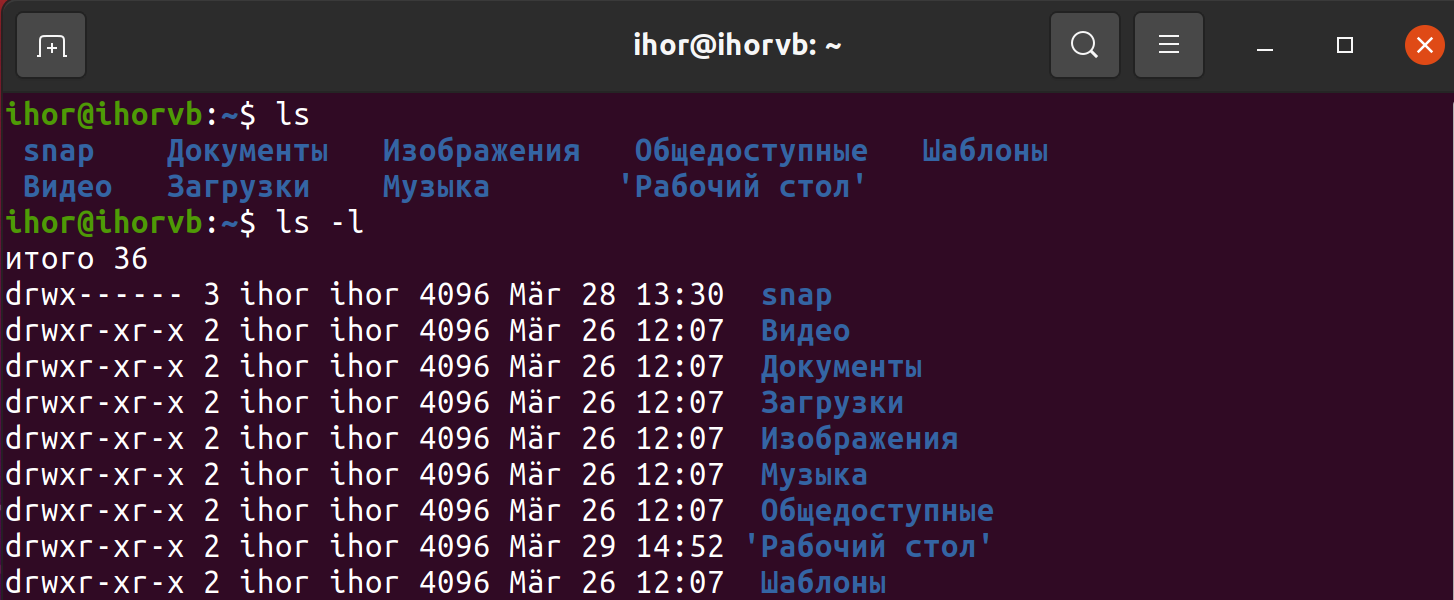 ihor@ihorvb: ~
ihor@ihorvb:~$ ls
snap Документы Изображения Общедоступные Шаблоны
Видео Загрузки Музыка 'Рабочий стол'
ihor@ihorvb:~$ ls -l
итого 36
drwx------ 3 ihor ihor 4096 Mär 28 13:30 snap
drwxr-xr-x 2 ihor ihor 4096 Mär 26 12:07 Видео
drwxr-xr-x 2 ihor ihor 4096 Mär 26 12:07 Документы
drwxr-xr-x 2 ihor ihor 4096 Mär 26 12:07 Загрузки
drwxr-xr-x 2 ihor ihor 4096 Mär 26 12:07 Изображения
drwxr-xr-x 2 ihor ihor 4096 Mär 26 12:07 Музыка
drwxr-xr-x 2 ihor ihor 4096 Mär 26 12:07 Общедоступные
drwxr-xr-x 2 ihor ihor 4096 Mär 29 14:52 'Рабочий стол'
drwxr-xr-x 2 ihor ihor 4096 Mär 26 12:07 Шаблоны